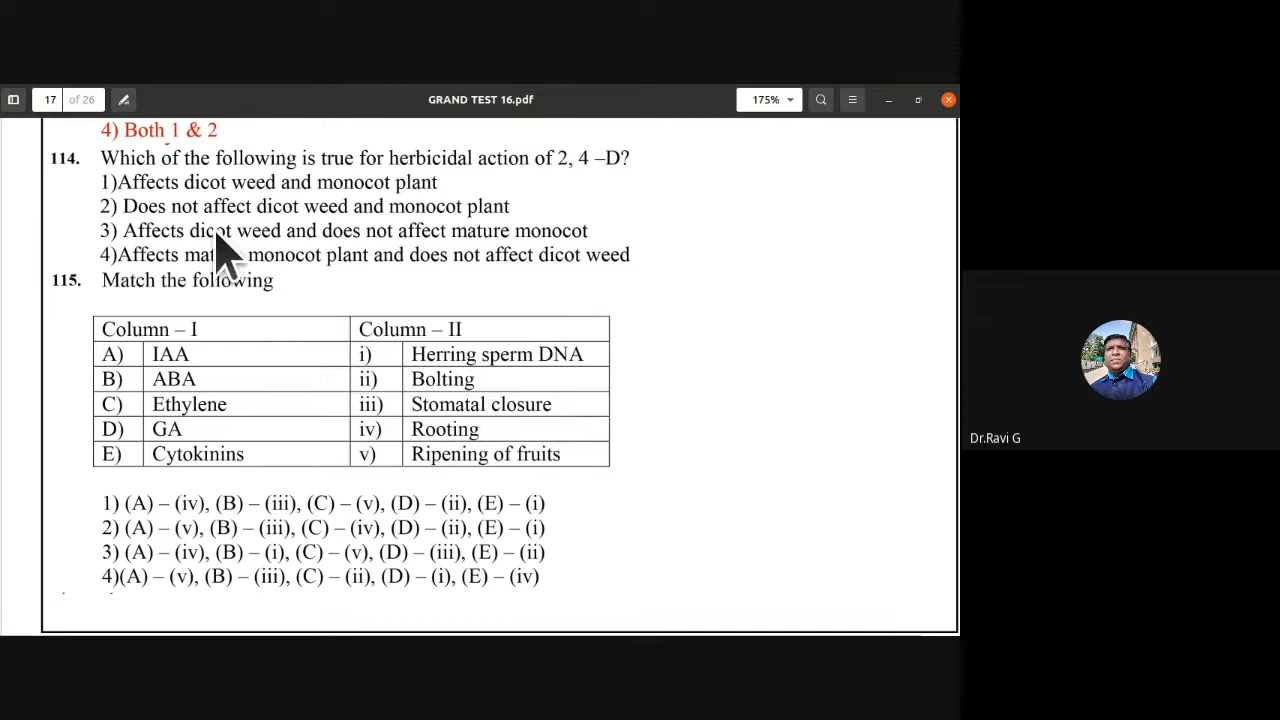 17 of 26 GRAND TEST 16.pdf 175%
4) Both 1 & 2
114. Which of the following is true for herbicidal action of 2, 4 –D?
1)Affects dicot weed and monocot plant
2) Does not affect dicot weed and monocot plant
3) Affects dicot weed and does not affect mature monocot
4)Affects monocot plant and does not affect dicot weed
115. Match the following
Column – I Column – II
A) IAA i) Herring sperm DNA
B) ABA ii) Bolting
C) Ethylene iii) Stomatal closure
D) GA iv) Rooting
E) Cytokinins v) Ripening of fruits
1) (A) – (iv), (B) – (iii), (C) – (v), (D) – (ii), (E) – (i)
2) (A) – (v), (B) – (iii), (C) – (iv), (D) – (ii), (E) – (i)
3) (A) – (iv), (B) – (i), (C) – (v), (D) – (iii), (E) – (ii)
4)(A) – (v), (B) – (iii), (C) – (ii), (D) – (i), (E) – (iv)
Dr.Ravi G